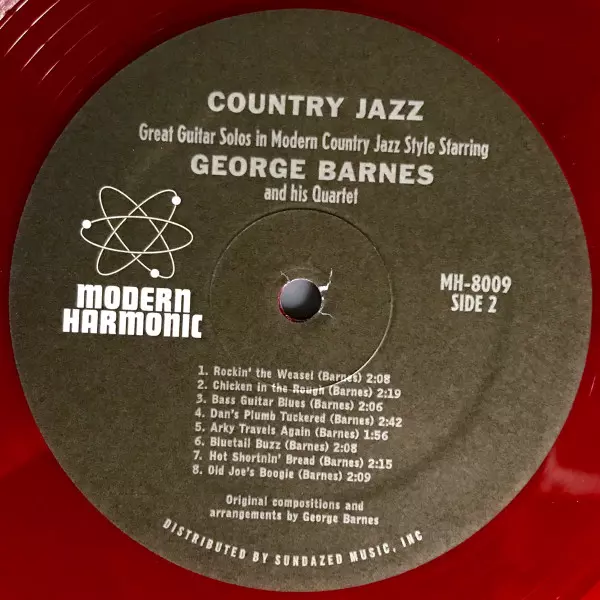 COUNTRY JAZZ
Great Guitar Solos in Modern Country Jazz Style Starring
GEORGE BARNES
and his Quartet
MODERN
HARMONIC
MH-8009
SIDE 2
1. Rockin' the Weasel (Barnes) 2:08
2. Chicken in the Rough (Barnes) 2:19
3. Bass Guitar Blues (Barnes) 2:06
4. Dan's Plumb Tuckered (Barnes) 2:42
5. Arky Travels Again (Barnes) 1:56
6. Bluetail Buzz (Barnes) 2:08
7. Hot Shortnin' Bread (Barnes) 2:15
8. Old Joe's Boogie (Barnes) 2:09
Original compositions and
arrangements by George Barnes
DISTRIBUTED BY SUNDAZED MUSIC, INC